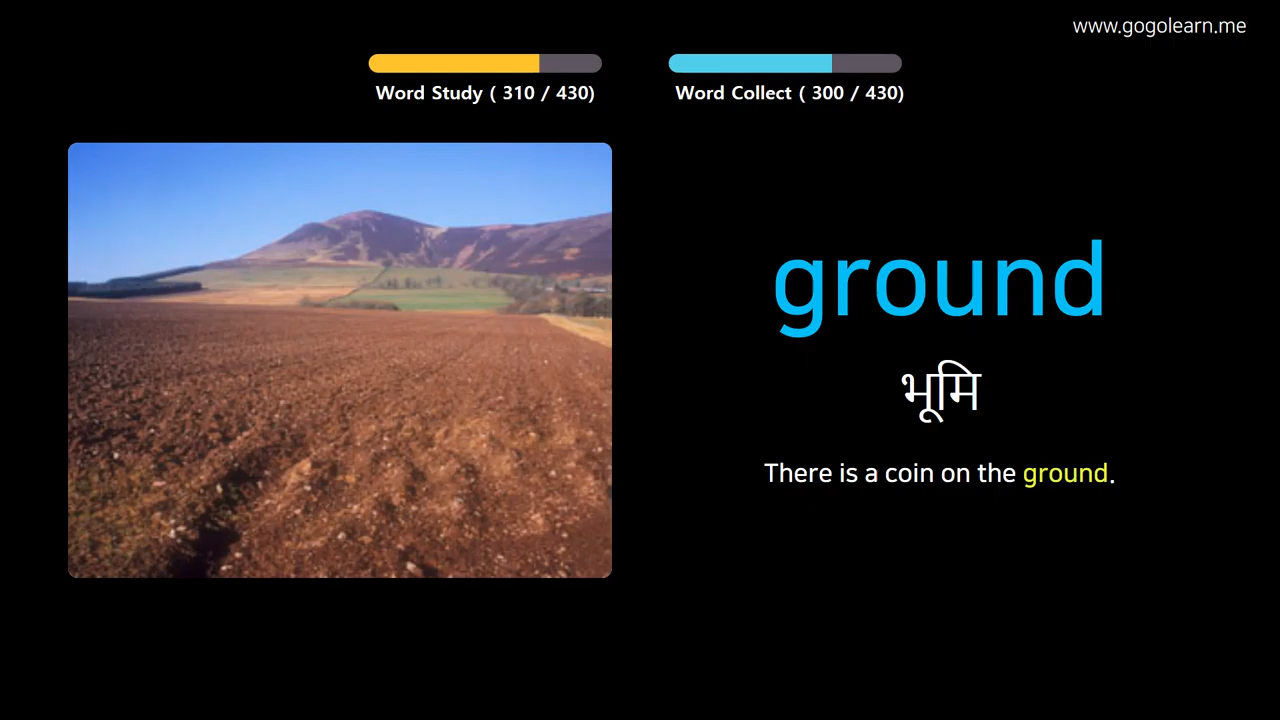 www.gogolearn.me
Word Study ( 310 / 430)
Word Collect ( 300 / 430)
ground
भूमि
There is a coin on the ground.